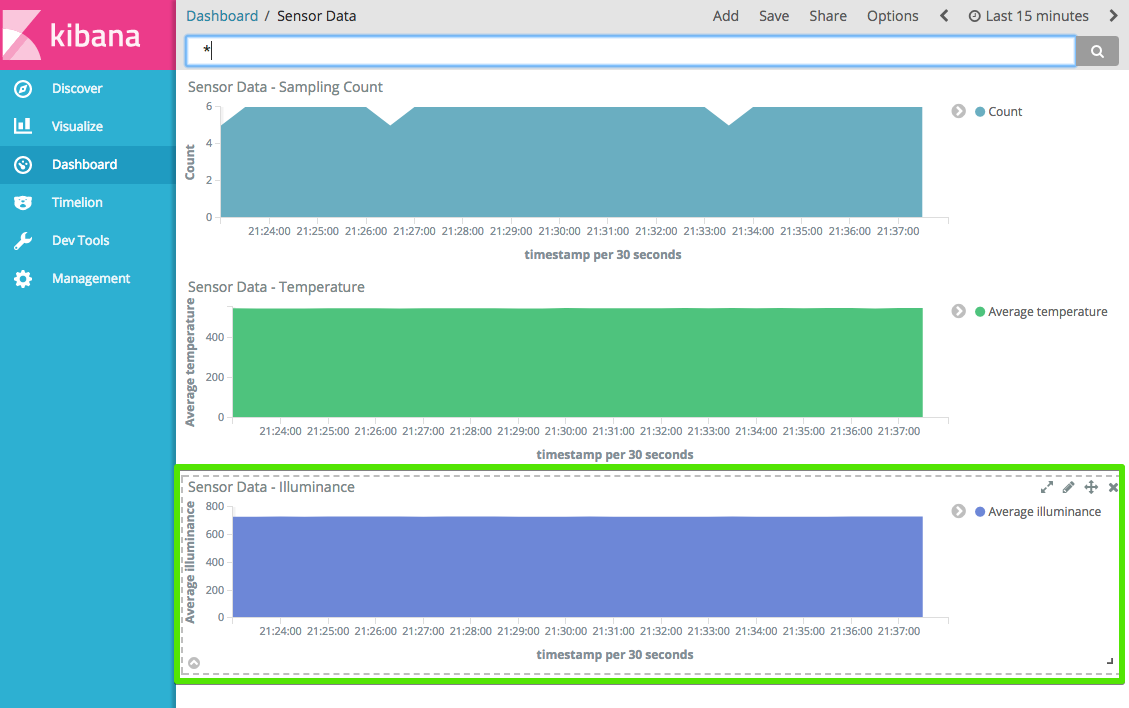 kibana
Dashboard / Sensor Data Add Save Share Options Last 15 minutes
*
Discover
Visualize
Dashboard
Timelion
Dev Tools
Management
Sensor Data - Sampling Count
Count
6
4
2
0
21:24:00 21:25:00 21:26:00 21:27:00 21:28:00 21:29:00 21:30:00 21:31:00 21:32:00 21:33:00 21:34:00 21:35:00 21:36:00 21:37:00
timestamp per 30 seconds
Count
Sensor Data - Temperature
Average temperature
400
200
0
21:24:00 21:25:00 21:26:00 21:27:00 21:28:00 21:29:00 21:30:00 21:31:00 21:32:00 21:33:00 21:34:00 21:35:00 21:36:00 21:37:00
timestamp per 30 seconds
Average temperature
Sensor Data - Illuminance
Average illuminance
800
600
400
200
0
21:24:00 21:25:00 21:26:00 21:27:00 21:28:00 21:29:00 21:30:00 21:31:00 21:32:00 21:33:00 21:34:00 21:35:00 21:36:00 21:37:00
timestamp per 30 seconds
Average illuminance